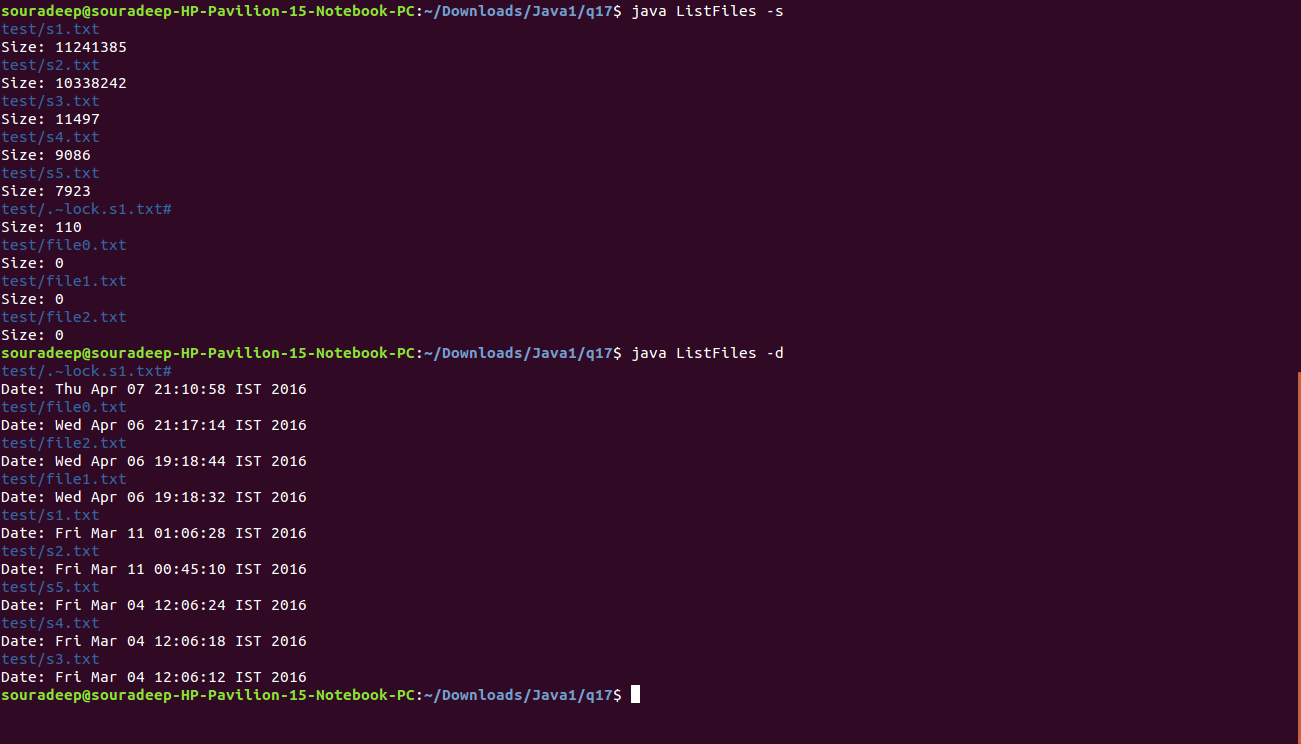 souradeep@souradeep-HP-Pavilion-15-Notebook-PC:~/Downloads/Java1/q17$ java ListFiles -s
test/s1.txt
Size: 11241385
test/s2.txt
Size: 10338242
test/s3.txt
Size: 11497
test/s4.txt
Size: 9086
test/s5.txt
Size: 7923
test/.~lock.s1.txt#
Size: 110
test/file0.txt
Size: 0
test/file1.txt
Size: 0
test/file2.txt
Size: 0
souradeep@souradeep-HP-Pavilion-15-Notebook-PC:~/Downloads/Java1/q17$ java ListFiles -d
test/.~lock.s1.txt#
Date: Thu Apr 07 21:10:58 IST 2016
test/file0.txt
Date: Wed Apr 06 21:17:14 IST 2016
test/file2.txt
Date: Wed Apr 06 19:18:44 IST 2016
test/file1.txt
Date: Wed Apr 06 19:18:32 IST 2016
test/s1.txt
Date: Fri Mar 11 01:06:28 IST 2016
test/s2.txt
Date: Fri Mar 11 00:45:10 IST 2016
test/s5.txt
Date: Fri Mar 04 12:06:24 IST 2016
test/s4.txt
Date: Fri Mar 04 12:06:18 IST 2016
test/s3.txt
Date: Fri Mar 04 12:06:12 IST 2016
souradeep@souradeep-HP-Pavilion-15-Notebook-PC:~/Downloads/Java1/q17$